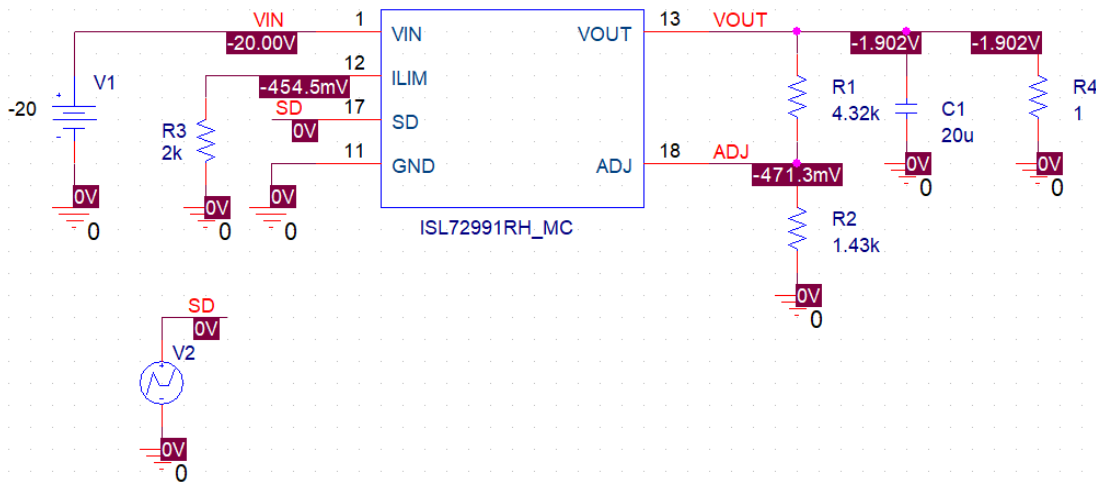 VIN
1
13
VOUT
-20.00V
VIN
VOUT
-1.902V
-1.902V
12
V1
-454.5mV
ILIM
R1
4.32k
C1
20u
R4
1
-20
+
-
SD
17
R3
2k
0V
SD
11
GND
ADJ
18
ADJ
-471.3mV
0V
0V
0V
0V
0V
0
0
0
0
0
ISL72991RH_MC
R2
1.43k
0V
0
SD
0V
V2
+
-
0V
0